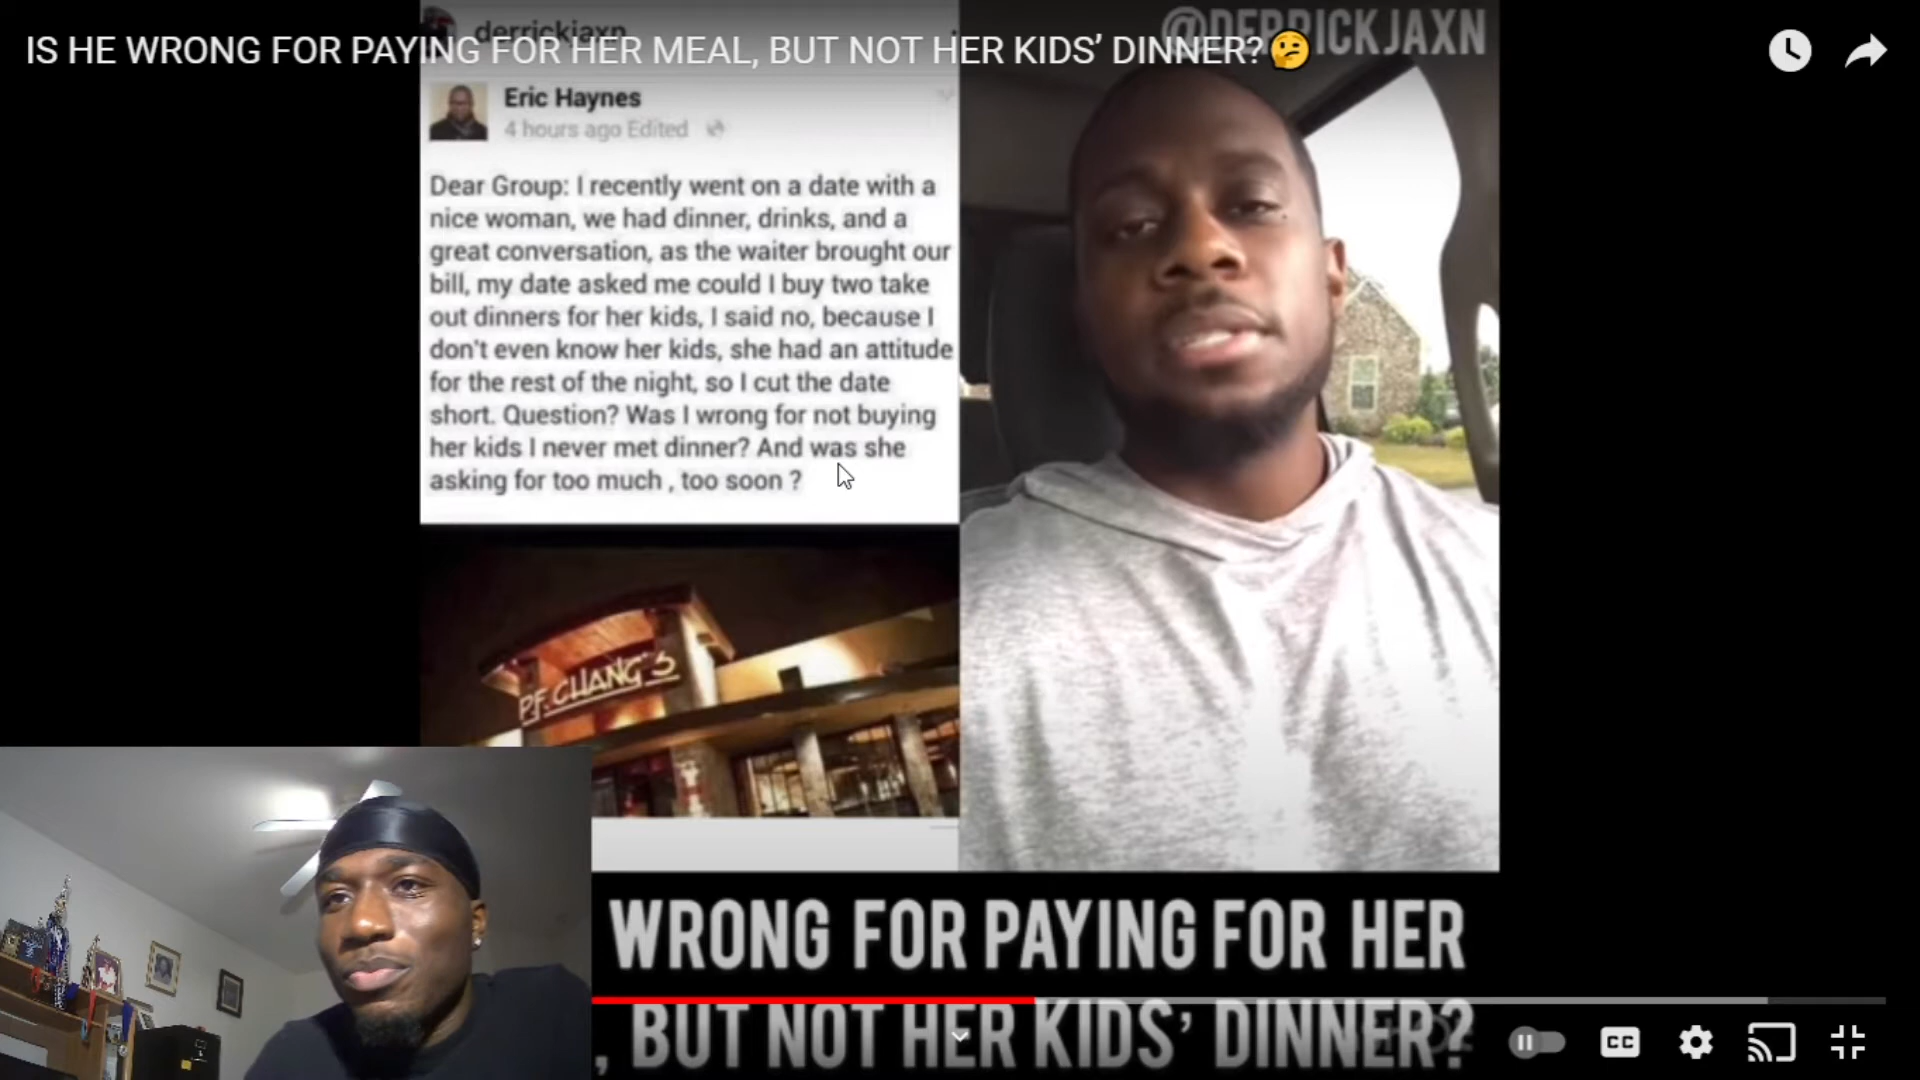 IS HE WRONG FOR PAYING FOR HER MEAL, BUT NOT HER KIDS’ DINNER?🤔
derrickjaxn
@DERRICKJAXN
Eric Haynes
4 hours ago Edited
Dear Group: I recently went on a date with a
nice woman, we had dinner, drinks, and a
great conversation, as the waiter brought our
bill, my date asked me could I buy two take
out dinners for her kids, I said no, because I
don't even know her kids, she had an attitude
for the rest of the night, so I cut the date
short. Question? Was I wrong for not buying
her kids I never met dinner? And was she
asking for too much , too soon ?
P.F. CHANG'S
WRONG FOR PAYING FOR HER
, BUT NOT HER KIDS’ DINNER?
CC